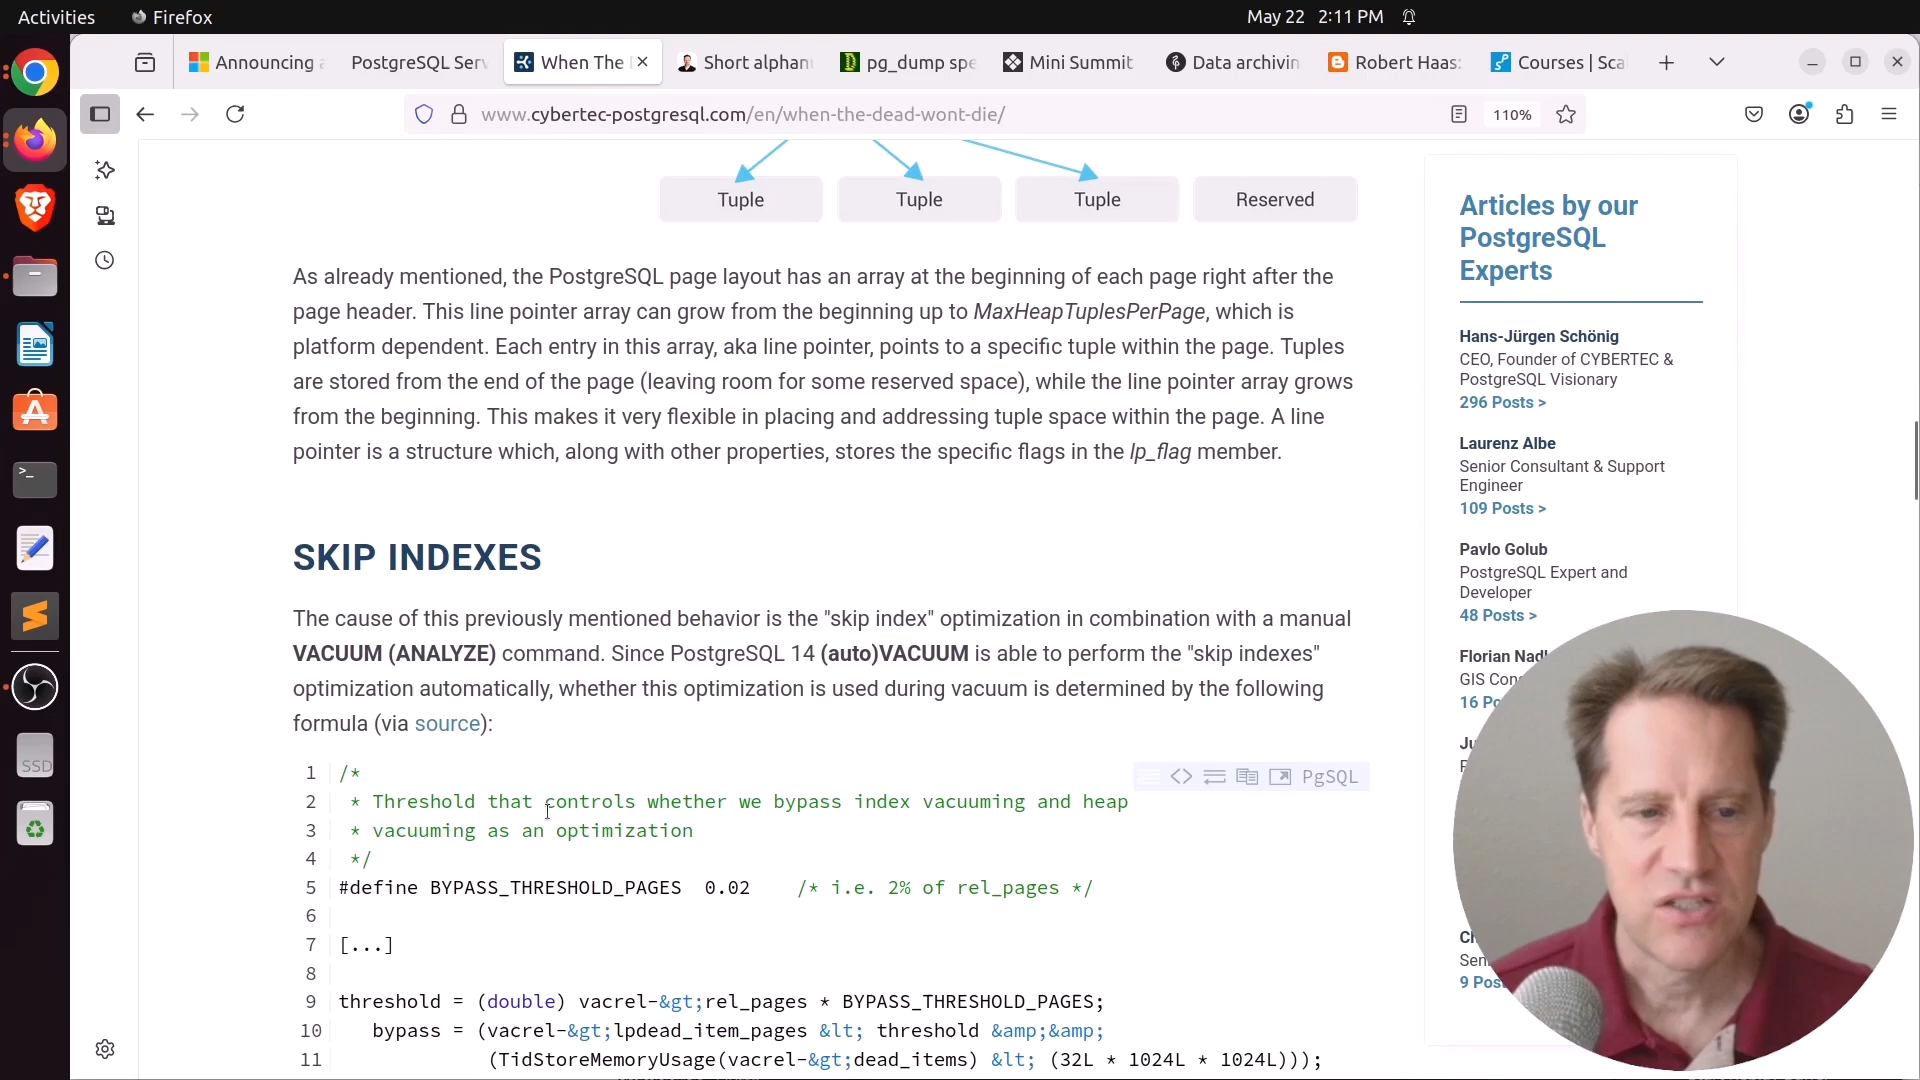 Activities
Firefox
May 22 2:11 PM
Announcing
PostgreSQL Serv
When The
Short alphan
pg_dump spe
Mini Summit
Data archivin
Robert Haas:
Courses | Sca
www.cybertec-postgresql.com/en/when-the-dead-wont-die/
110%
Tuple
Tuple
Tuple
Reserved
As already mentioned, the PostgreSQL page layout has an array at the beginning of each page right after the
page header. This line pointer array can grow from the beginning up to MaxHeapTuplesPerPage, which is
platform dependent. Each entry in this array, aka line pointer, points to a specific tuple within the page. Tuples
are stored from the end of the page (leaving room for some reserved space), while the line pointer array grows
from the beginning. This makes it very flexible in placing and addressing tuple space within the page. A line
pointer is a structure which, along with other properties, stores the specific flags in the lp_flag member.
SKIP INDEXES
The cause of this previously mentioned behavior is the "skip index" optimization in combination with a manual
VACUUM (ANALYZE) command. Since PostgreSQL 14 (auto)VACUUM is able to perform the "skip indexes"
optimization automatically, whether this optimization is used during vacuum is determined by the following
formula (via source):
PgSQL
1 /*
2 * Threshold that controls whether we bypass index vacuuming and heap
3 * vacuuming as an optimization
4 */
5 #define BYPASS_THRESHOLD_PAGES 0.02 /* i.e. 2% of rel_pages */
6
7 [...]
8
9 threshold = (double) vacrel-&gt;rel_pages * BYPASS_THRESHOLD_PAGES;
10 bypass = (vacrel-&gt;lpdead_item_pages &lt; threshold &amp;&amp;
11 (TidStoreMemoryUsage(vacrel-&gt;dead_items) &lt; (32L * 1024L * 1024L)));
Articles by our
PostgreSQL
Experts
Hans-Jürgen Schönig
CEO, Founder of CYBERTEC &
PostgreSQL Visionary
296 Posts >
Laurenz Albe
Senior Consultant & Support
Engineer
109 Posts >
Pavlo Golub
PostgreSQL Expert and
Developer
48 Posts >
Florian Nadl
GIS Con
16 Po
Ju
P
Ch
Sen
9 Post
SSD